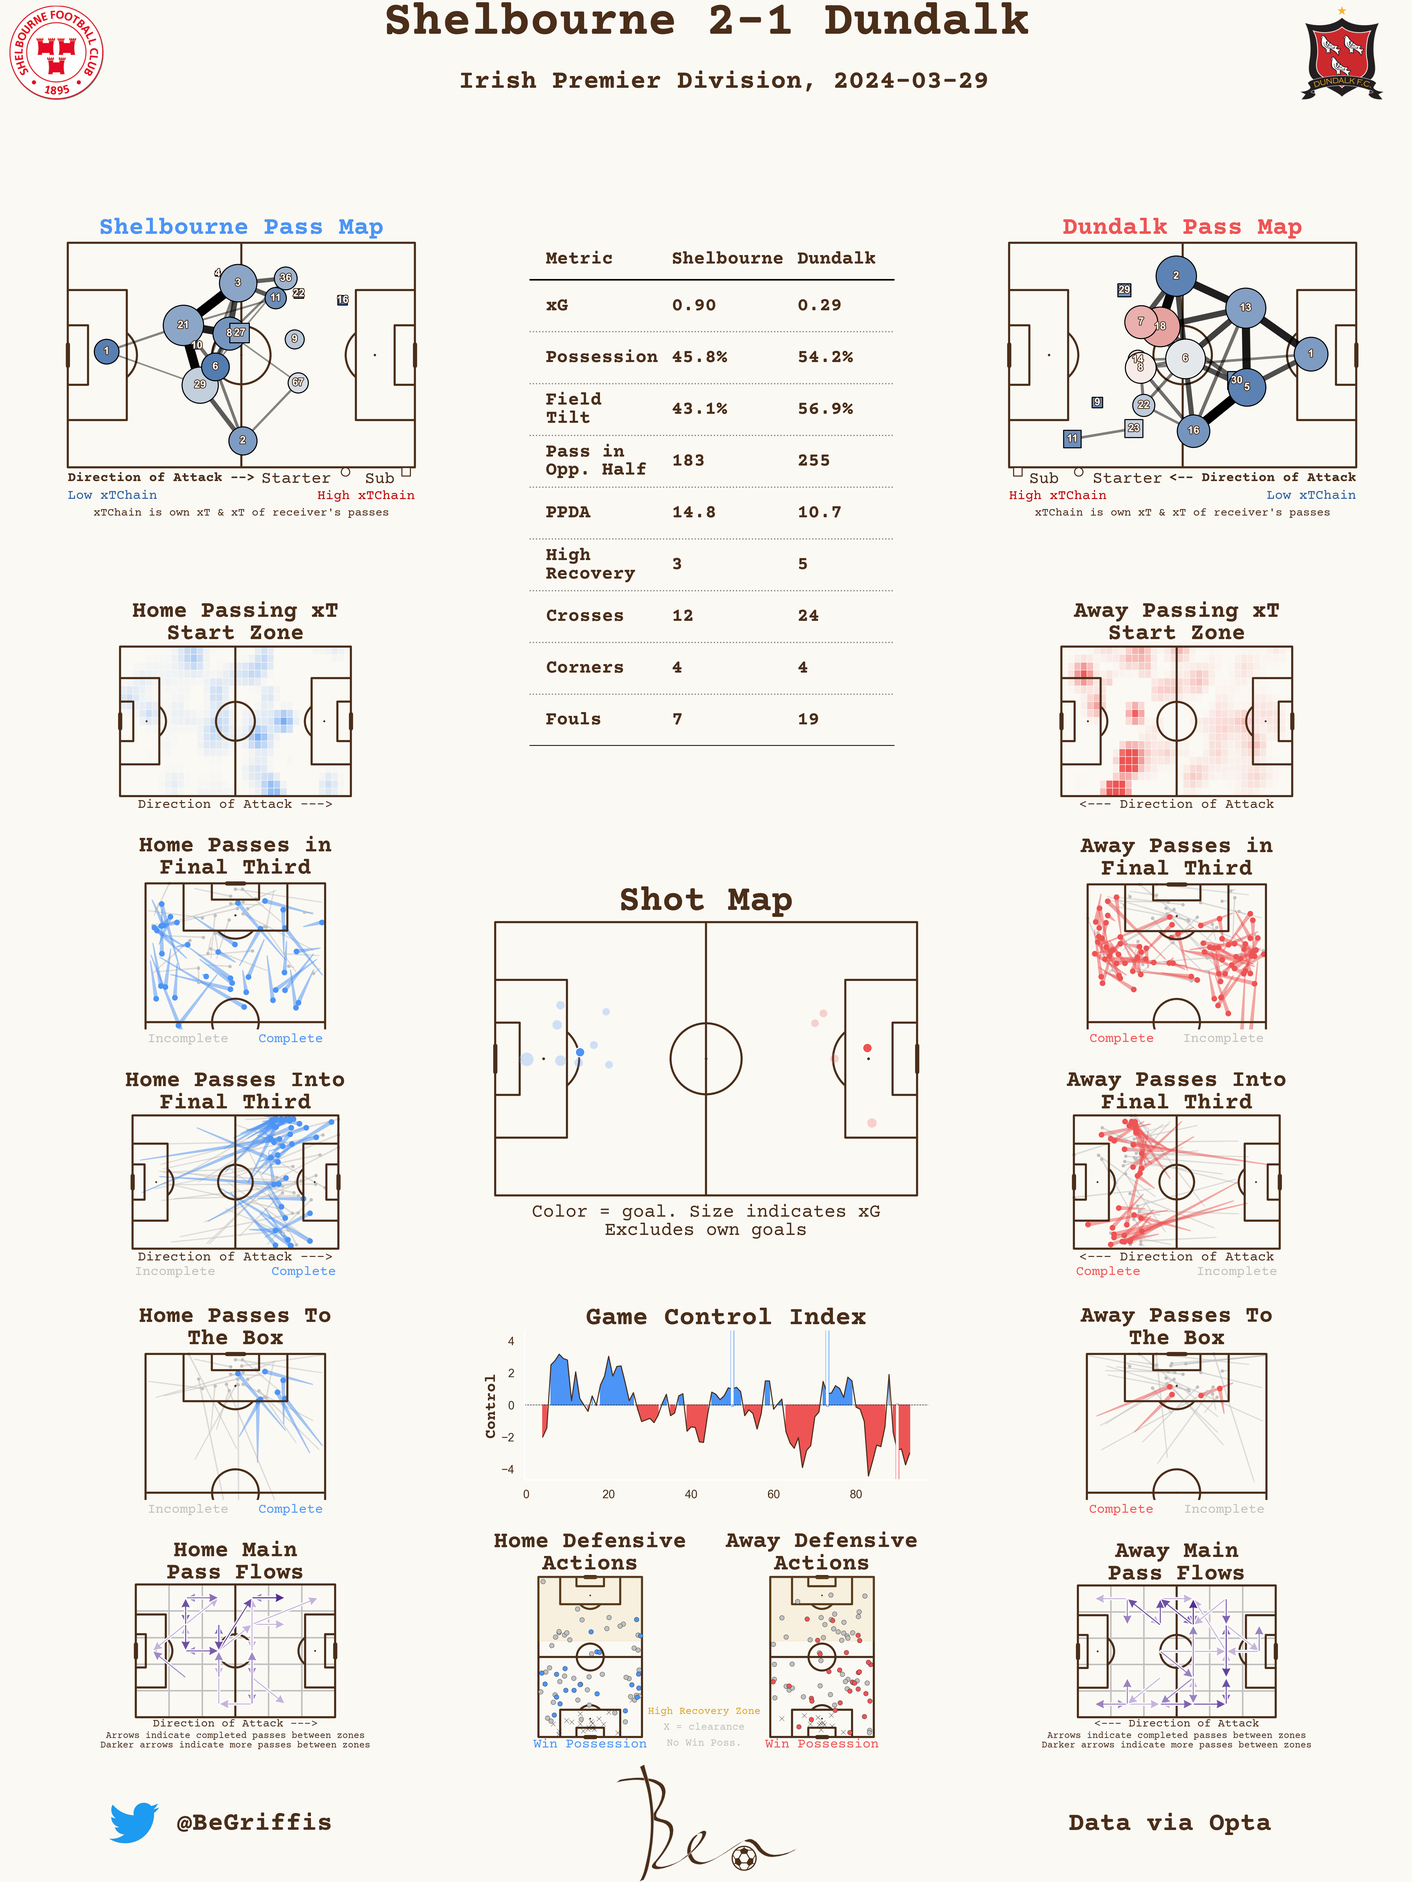 Shelbourne 2-1 Dundalk
Irish Premier Division, 2024-03-29
SHELBOURNE FOOTBALL CLUB
1895
DUNDALK F.C.
Shelbourne Pass Map
4
3
36
11
22
16
21
8
27
10
9
1
6
29
67
2
Direction of Attack --> Starter Sub
Low xTChain High xTChain
xTChain is own xT & xT of receiver's passes
Metric Shelbourne Dundalk
xG 0.90 0.29
Possession 45.8% 54.2%
Field
Tilt 43.1% 56.9%
Pass in
Opp. Half 183 255
PPDA 14.8 10.7
High
Recovery 3 5
Crosses 12 24
Corners 4 4
Fouls 7 19
Dundalk Pass Map
2
29
13
7
18
14
6
1
8
30
5
9
22
23
16
11
Sub Starter <-- Direction of Attack
High xTChain Low xTChain
xTChain is own xT & xT of receiver's passes
Home Passing xT
Start Zone
Direction of Attack --->
Away Passing xT
Start Zone
<--- Direction of Attack
Home Passes in
Final Third
Incomplete Complete
Shot Map
Color = goal. Size indicates xG
Excludes own goals
Away Passes in
Final Third
Complete Incomplete
Home Passes Into
Final Third
Direction of Attack --->
Incomplete Complete
Away Passes Into
Final Third
<--- Direction of Attack
Complete Incomplete
Home Passes To
The Box
Incomplete Complete
Game Control Index
Control
4
2
0
−2
−4
0 20 40 60 80
Away Passes To
The Box
Complete Incomplete
Home Main
Pass Flows
Direction of Attack --->
Arrows indicate completed passes between zones
Darker arrows indicate more passes between zones
Home Defensive
Actions
Win Possession
Away Defensive
Actions
Win Possession
High Recovery Zone
X = clearance
No Win Poss.
Away Main
Pass Flows
<--- Direction of Attack
Arrows indicate completed passes between zones
Darker arrows indicate more passes between zones
@BeGriffis
Ben
Data via Opta